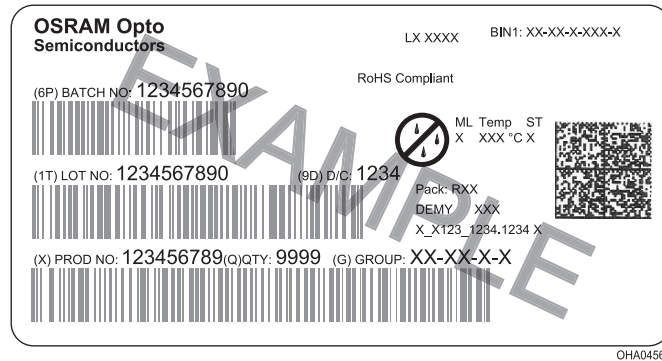 OSRAM Opto
Semiconductors
LX XXXX
BIN1: XX-XX-X-XXX-X
RoHS Compliant
(6P) BATCH NO: 1234567890
ML Temp ST
X XXX °C X
(1T) LOT NO: 1234567890
(9D) D/C: 1234
Pack: RXX
DEMY XXX
X_X123_1234.1234 X
(X) PROD NO: 123456789(Q)QTY: 9999 (G) GROUP: XX-XX-X-X
EXAMPLE